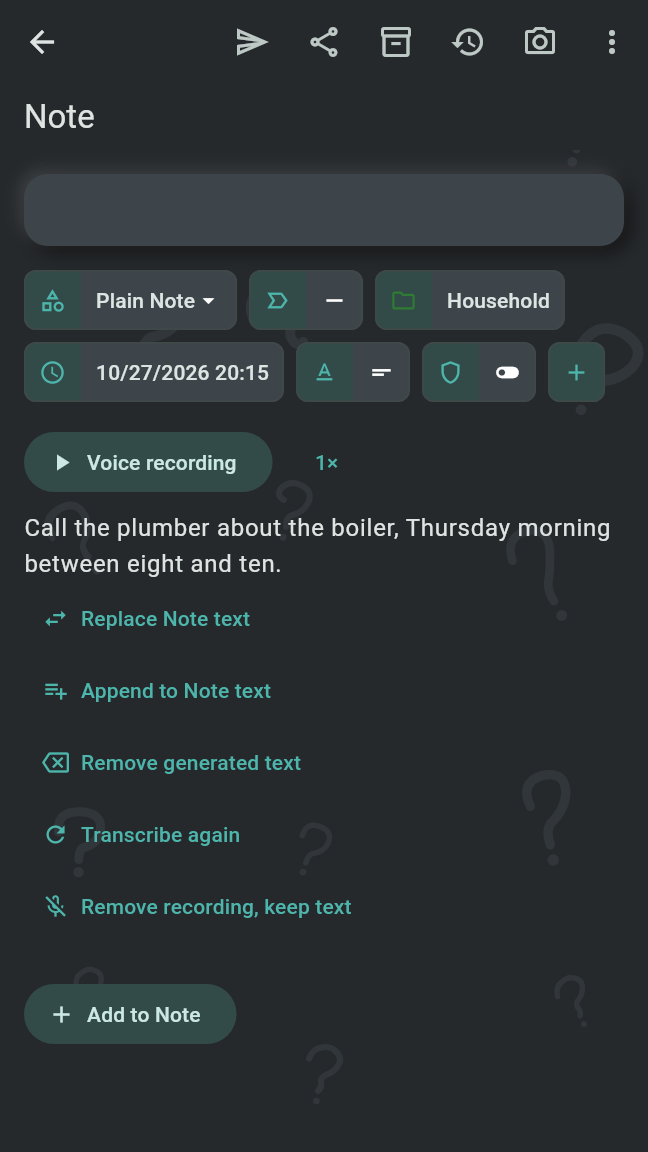 Note
Plain Note
Household
10/27/2026 20:15
Voice recording
1×
Call the plumber about the boiler, Thursday morning
between eight and ten.
Replace Note text
Append to Note text
Remove generated text
Transcribe again
Remove recording, keep text
Add to Note